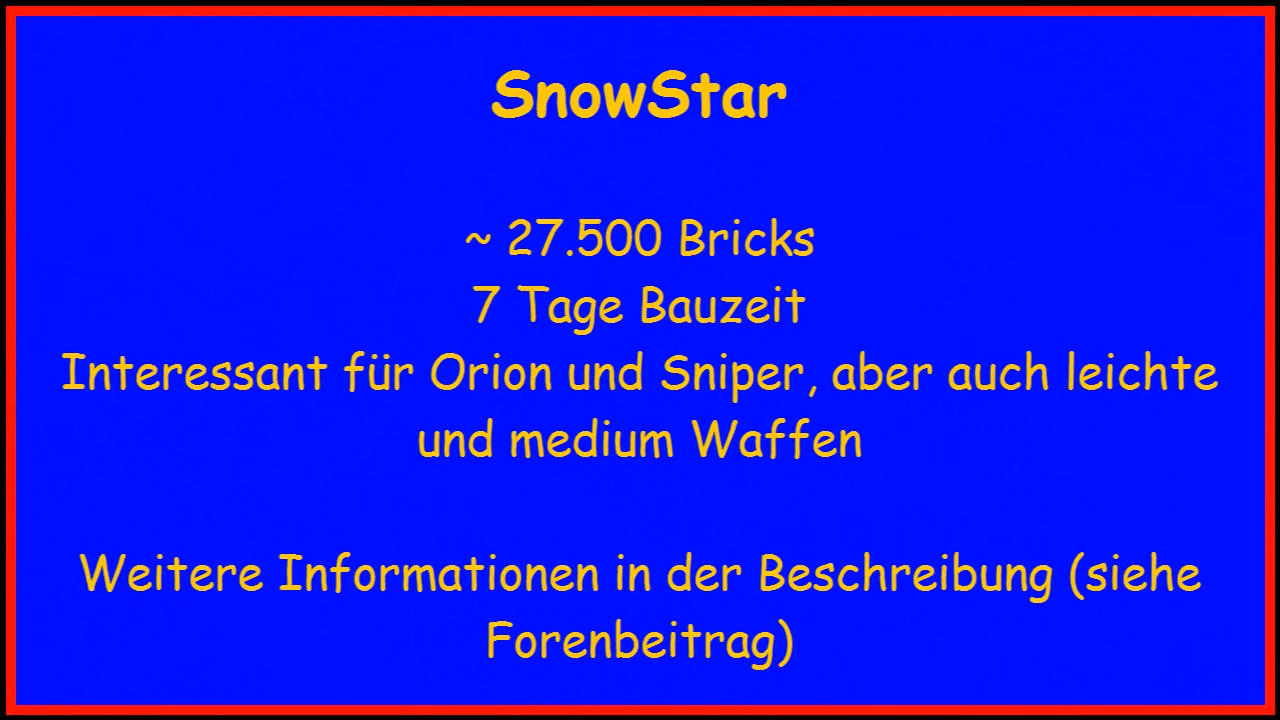 SnowStar
~ 27.500 Bricks
7 Tage Bauzeit
Interessant für Orion und Sniper, aber auch leichte
und medium Waffen
Weitere Informationen in der Beschreibung (siehe
Forenbeitrag)